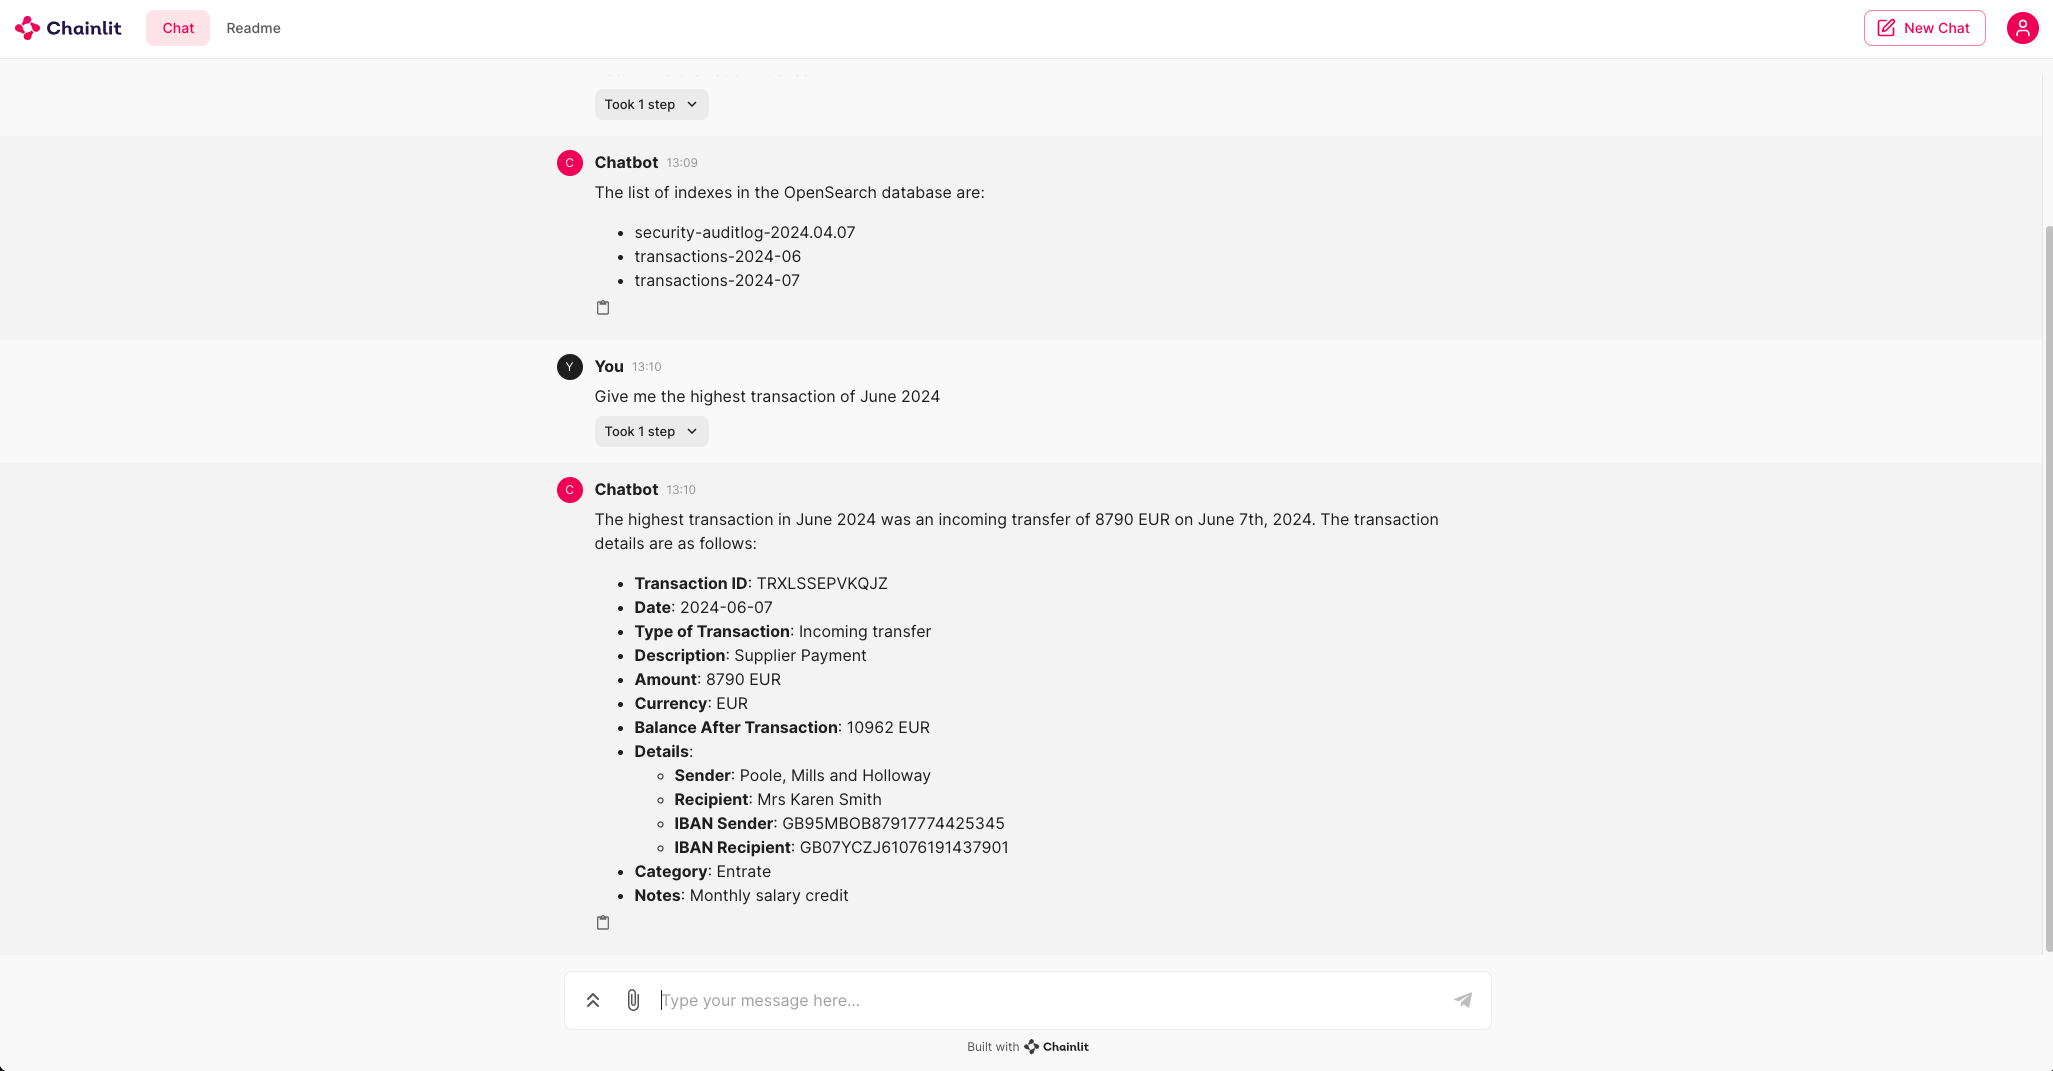 Chainlit
Chat
Readme
New Chat
Took 1 step
C
Chatbot 13:09
The list of indexes in the OpenSearch database are:
• security-auditlog-2024.04.07
• transactions-2024-06
• transactions-2024-07
Y
You 13:10
Give me the highest transaction of June 2024
Took 1 step
C
Chatbot 13:10
The highest transaction in June 2024 was an incoming transfer of 8790 EUR on June 7th, 2024. The transaction
details are as follows:
• Transaction ID: TRXLSSEPVKQJZ
• Date: 2024-06-07
• Type of Transaction: Incoming transfer
• Description: Supplier Payment
• Amount: 8790 EUR
• Currency: EUR
• Balance After Transaction: 10962 EUR
• Details:
◦ Sender: Poole, Mills and Holloway
◦ Recipient: Mrs Karen Smith
◦ IBAN Sender: GB95MBOB87917774425345
◦ IBAN Recipient: GB07YCZJ61076191437901
• Category: Entrate
• Notes: Monthly salary credit
Type your message here...
Built with Chainlit